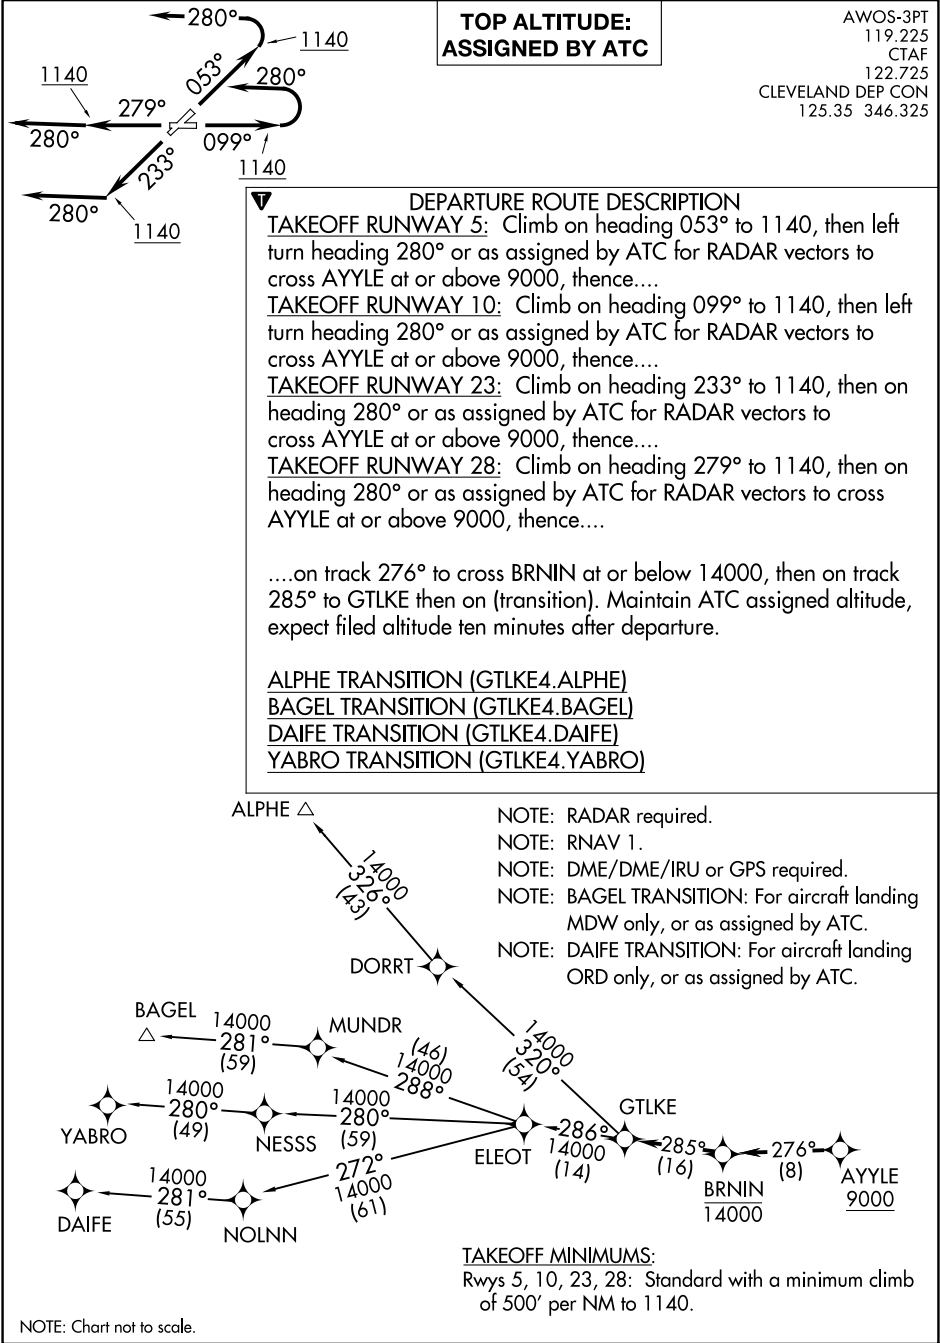 TOP ALTITUDE:
ASSIGNED BY ATC
AWOS-3PT
119.225
CTAF
122.725
CLEVELAND DEP CON
125.35 346.325
280°
1140
053°
280°
1140
279°
280°
099°
1140
233°
280°
1140
T
DEPARTURE ROUTE DESCRIPTION
TAKEOFF RUNWAY 5: Climb on heading 053° to 1140, then left
turn heading 280° or as assigned by ATC for RADAR vectors to
cross AYYLE at or above 9000, thence....
TAKEOFF RUNWAY 10: Climb on heading 099° to 1140, then left
turn heading 280° or as assigned by ATC for RADAR vectors to
cross AYYLE at or above 9000, thence....
TAKEOFF RUNWAY 23: Climb on heading 233° to 1140, then on
heading 280° or as assigned by ATC for RADAR vectors to
cross AYYLE at or above 9000, thence....
TAKEOFF RUNWAY 28: Climb on heading 279° to 1140, then on
heading 280° or as assigned by ATC for RADAR vectors to cross
AYYLE at or above 9000, thence....
....on track 276° to cross BRNIN at or below 14000, then on track
285° to GTLKE then on (transition). Maintain ATC assigned altitude,
expect filed altitude ten minutes after departure.
ALPHE TRANSITION (GTLKE4.ALPHE)
BAGEL TRANSITION (GTLKE4.BAGEL)
DAIFE TRANSITION (GTLKE4.DAIFE)
YABRO TRANSITION (GTLKE4.YABRO)
NOTE: RADAR required.
NOTE: RNAV 1.
NOTE: DME/DME/IRU or GPS required.
NOTE: BAGEL TRANSITION: For aircraft landing
MDW only, or as assigned by ATC.
NOTE: DAIFE TRANSITION: For aircraft landing
ORD only, or as assigned by ATC.
ALPHE
14000
326°
(43)
DORRT
14000
320°
(54)
BAGEL
14000
281°
(59)
MUNDR
(46)
14000
288°
YABRO
14000
280°
(49)
NESSS
14000
280°
(59)
DAIFE
14000
281°
(55)
NOLNN
272°
14000
(61)
ELEOT
286°
14000
(14)
GTLKE
285°
(16)
BRNIN
14000
276°
(8)
AYYLE
9000
TAKEOFF MINIMUMS:
Rwys 5, 10, 23, 28: Standard with a minimum climb
of 500' per NM to 1140.
NOTE: Chart not to scale.